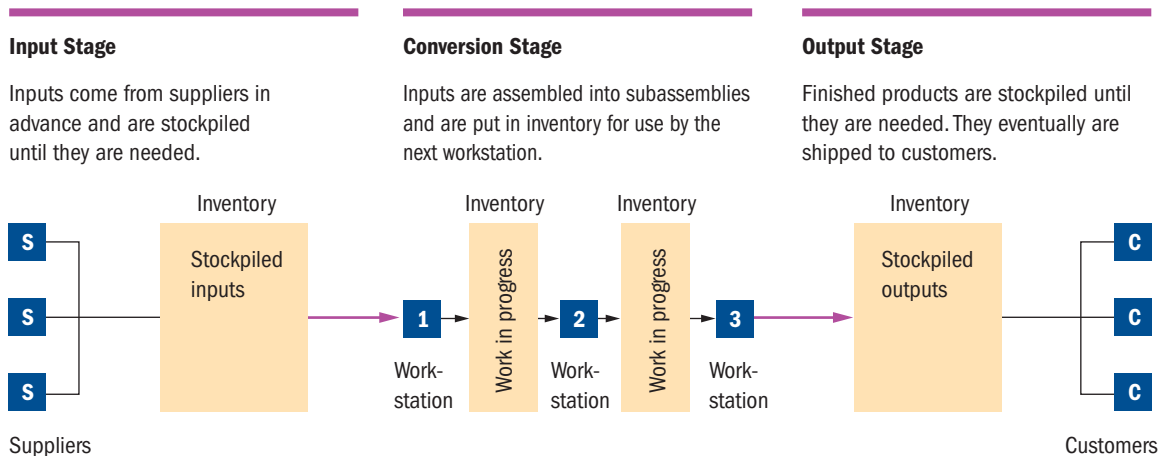 Input Stage
Inputs come from suppliers in
advance and are stockpiled
until they are needed.
Conversion Stage
Inputs are assembled into subassemblies
and are put in inventory for use by the
next workstation.
Output Stage
Finished products are stockpiled until
they are needed. They eventually are
shipped to customers.
Inventory
Inventory
Inventory
Inventory
S
S
S
Suppliers
Stockpiled
inputs
1
Work-
station
Work in progress
2
Work-
station
Work in progress
3
Work-
station
Stockpiled
outputs
C
C
C
Customers